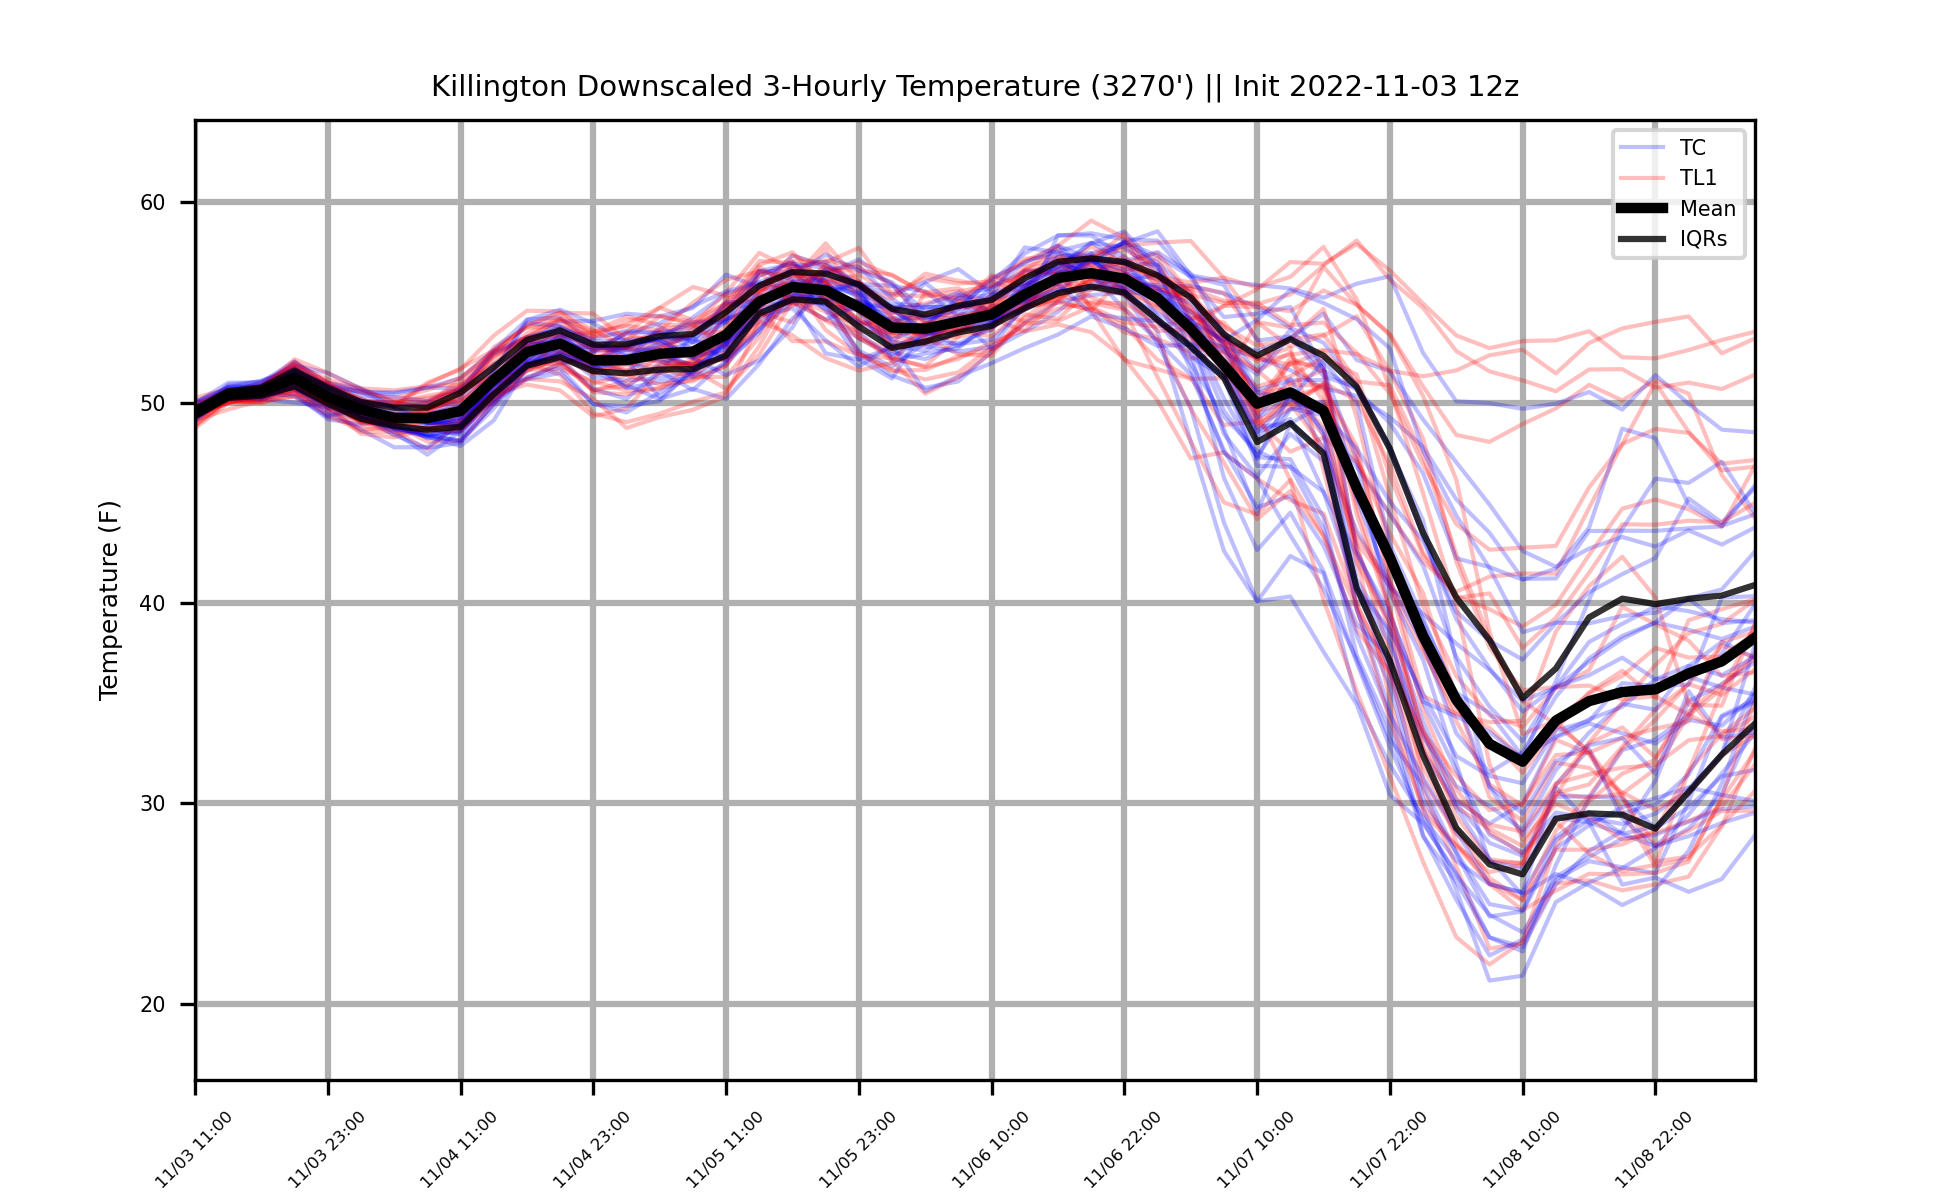 Killington Downscaled 3-Hourly Temperature (3270') || Init 2022-11-03 12z
TC
TL1
Mean
IQRs
Temperature (F)
60
50
40
30
20
11/03 11:00
11/03 23:00
11/04 11:00
11/04 23:00
11/05 11:00
11/05 23:00
11/06 10:00
11/06 22:00
11/07 10:00
11/07 22:00
11/08 10:00
11/08 22:00